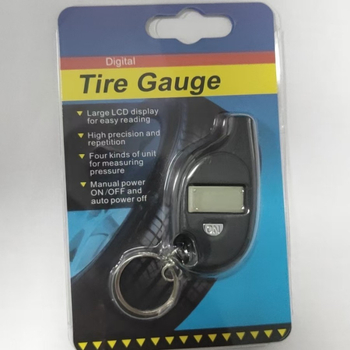 Digital
Tire Gauge
Large LCD display
for easy reading
High precision and
repetition
Four kinds of unit
for measuring
pressure
Manual power
ON/OFF and
auto power off